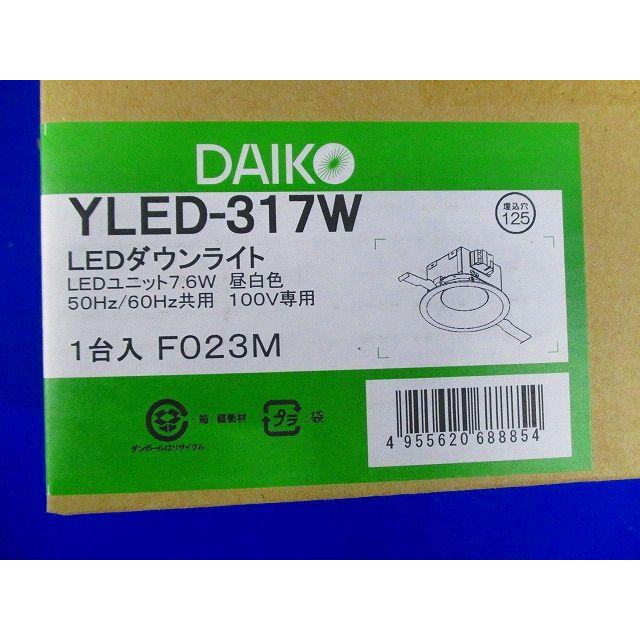 DAIKO
YLED-317W
埋込穴
125
LEDダウンライト
LEDユニット7.6W 昼白色
50Hz/60Hz共用 100V専用
1台入 F023M
:箱・緩衝材
ダンボールはリサイクル
プラ
:袋
4 955620 688854